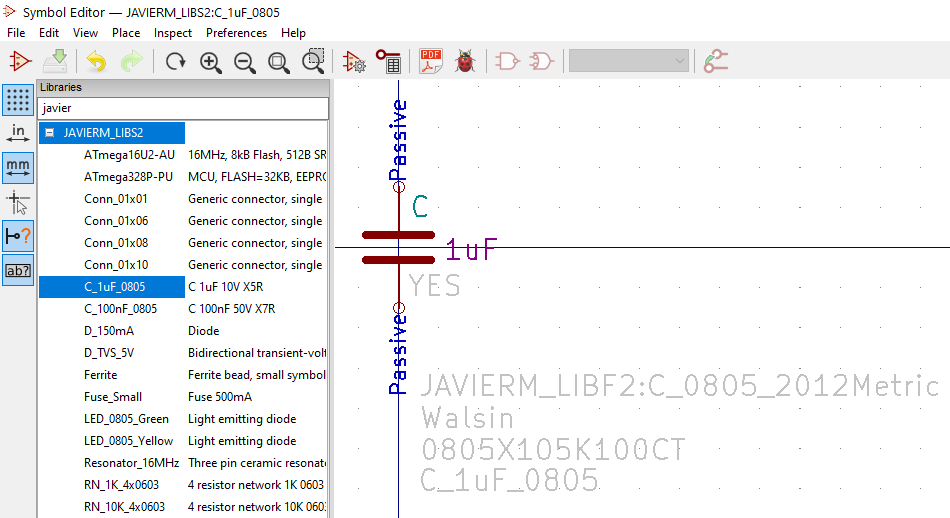 Symbol Editor — JAVIERM_LIBS2:C_1uF_0805
File Edit View Place Inspect Preferences Help
PDF
Libraries
in
javier
mm
JAVIERM_LIBS2
ATmega16U2-AU 16MHz, 8kB Flash, 512B SR
ATmega328P-PU MCU, FLASH=32KB, EEPRO
Conn_01x01 Generic connector, single
Conn_01x06 Generic connector, single
Conn_01x08 Generic connector, single
Conn_01x10 Generic connector, single
ab?
C_1uF_0805 C 1uF 10V X5R
C_100nF_0805 C 100nF 50V X7R
D_150mA Diode
D_TVS_5V Bidirectional transient-volt
Ferrite Ferrite bead, small symbol
Fuse_Small Fuse 500mA
LED_0805_Green Light emitting diode
LED_0805_Yellow Light emitting diode
Resonator_16MHz Three pin ceramic resonat
RN_1K_4x0603 4 resistor network 1K 0603
RN_10K_4x0603 4 resistor network 10K 0603
Passive
C
1uF
YES
Passive
JAVIERM_LIBF2:C_0805_2012Metric
Walsin
0805X105K100CT
C_1uF_0805